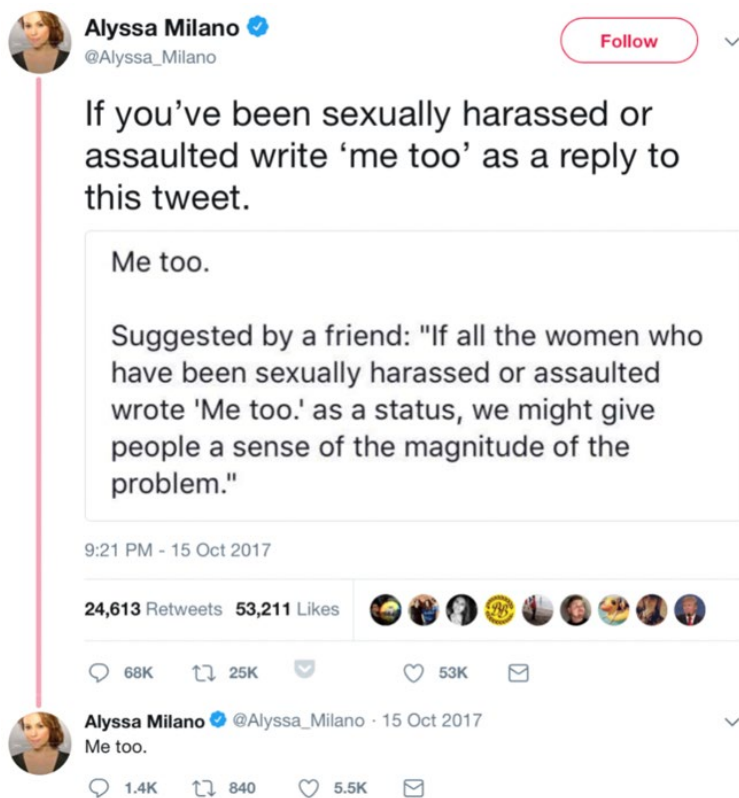 Alyssa Milano
@Alyssa_Milano
Follow
If you’ve been sexually harassed or
assaulted write ‘me too’ as a reply to
this tweet.
Me too.
Suggested by a friend: "If all the women who
have been sexually harassed or assaulted
wrote 'Me too.' as a status, we might give
people a sense of the magnitude of the
problem."
9:21 PM - 15 Oct 2017
24,613 Retweets 53,211 Likes
68K 25K 53K
Alyssa Milano @Alyssa_Milano · 15 Oct 2017
Me too.
1.4K 840 5.5K